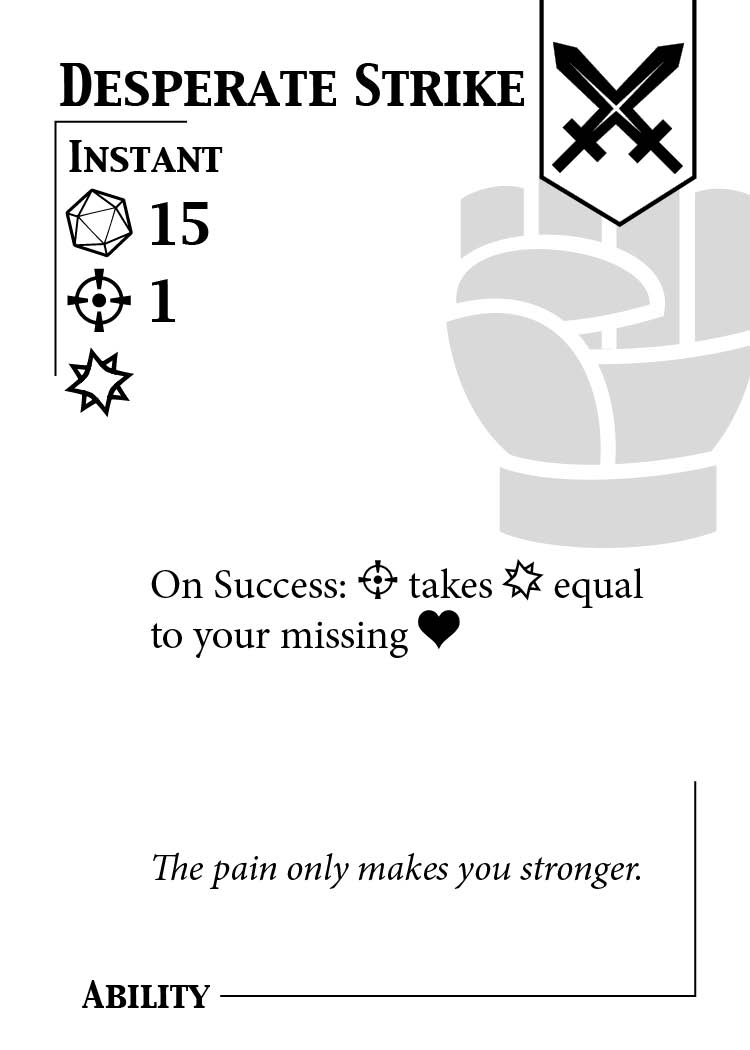 Desperate Strike
Instant
15
1
On Success: takes equal
to your missing
The pain only makes you stronger.
Ability